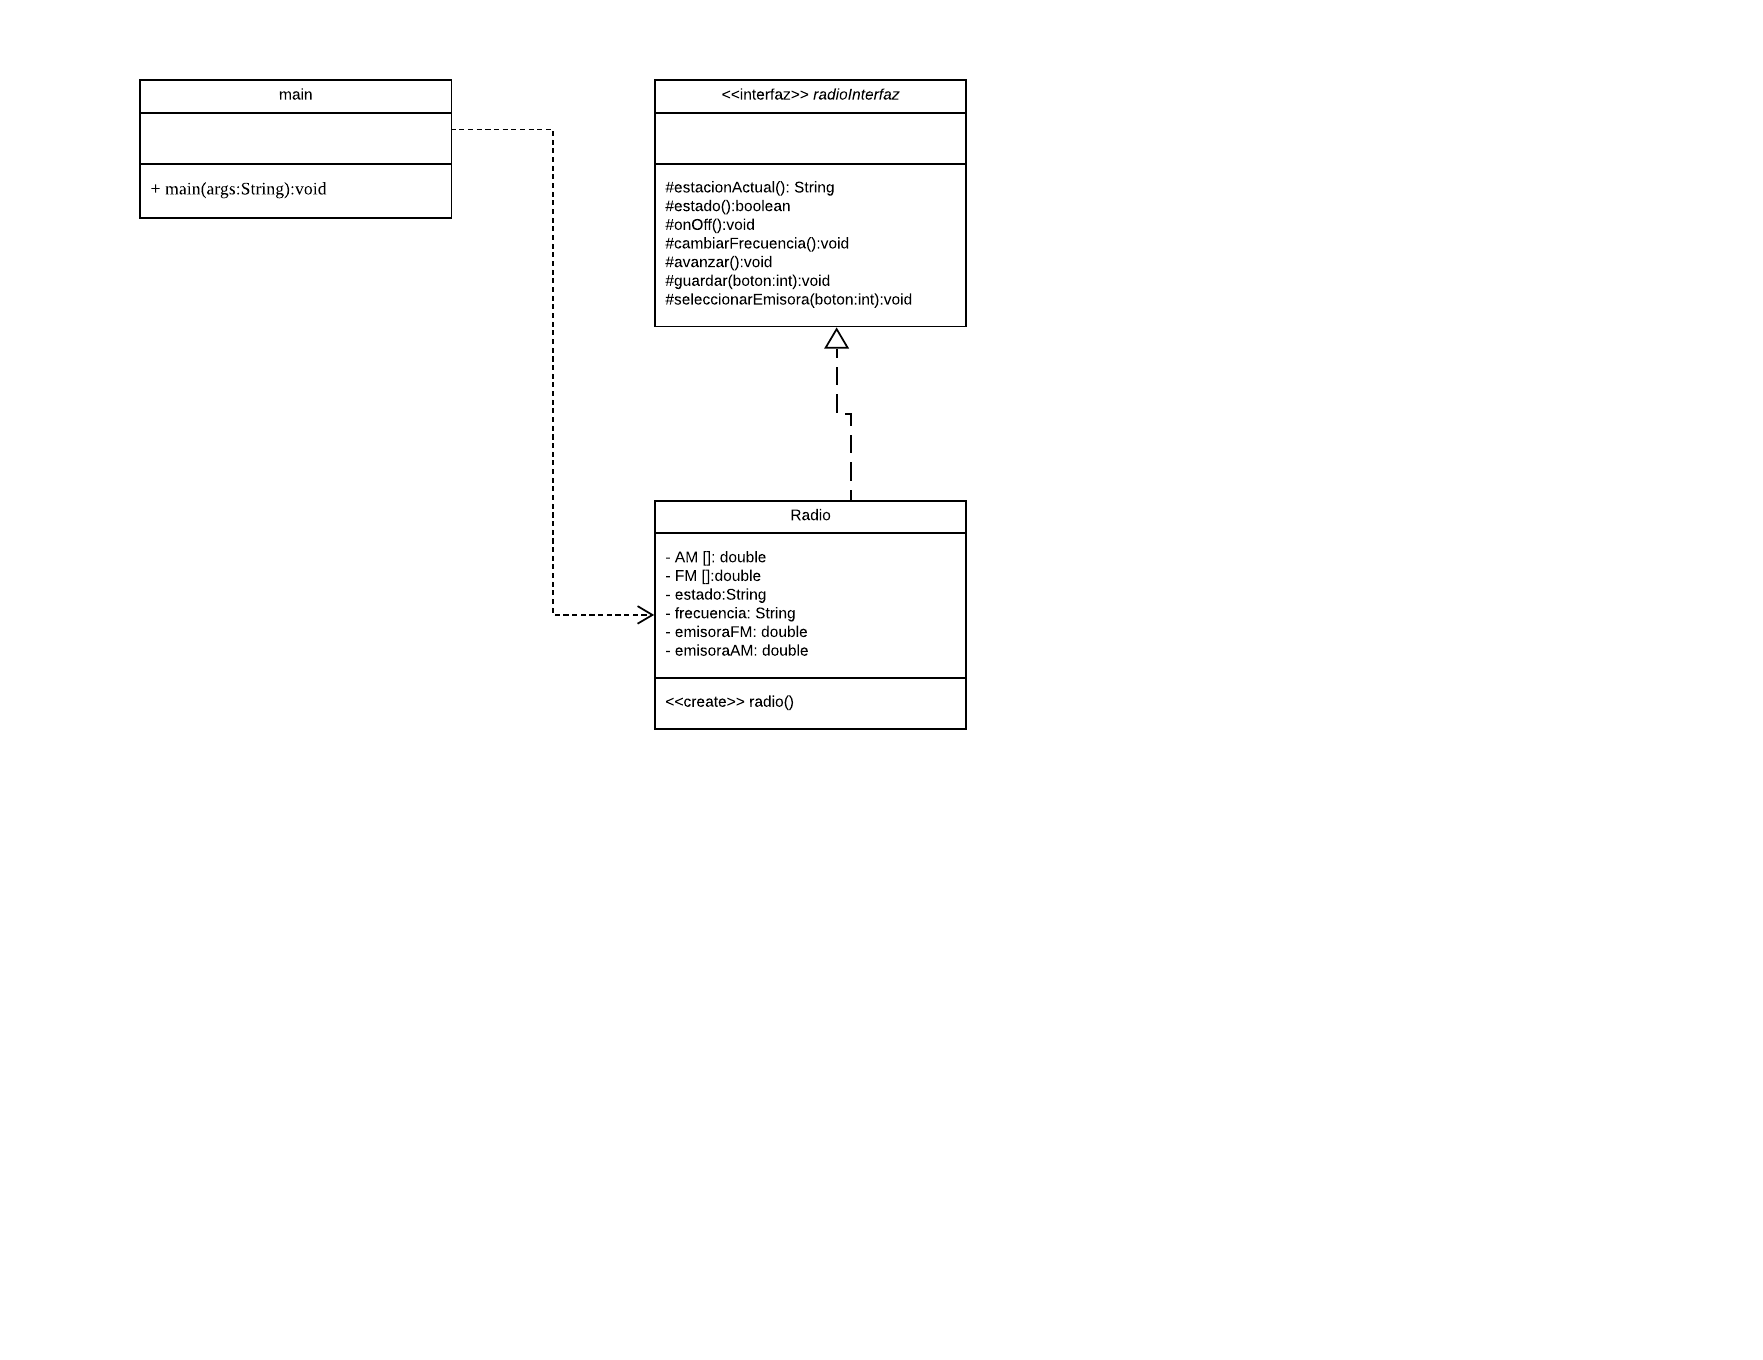 main
+ main(args:String):void
<<interfaz>> radioInterfaz
#estacionActual(): String
#estado():boolean
#onOff():void
#cambiarFrecuencia():void
#avanzar():void
#guardar(boton:int):void
#seleccionarEmisora(boton:int):void
Radio
- AM []: double
- FM []:double
- estado:String
- frecuencia: String
- emisoraFM: double
- emisoraAM: double
<<create>> radio()